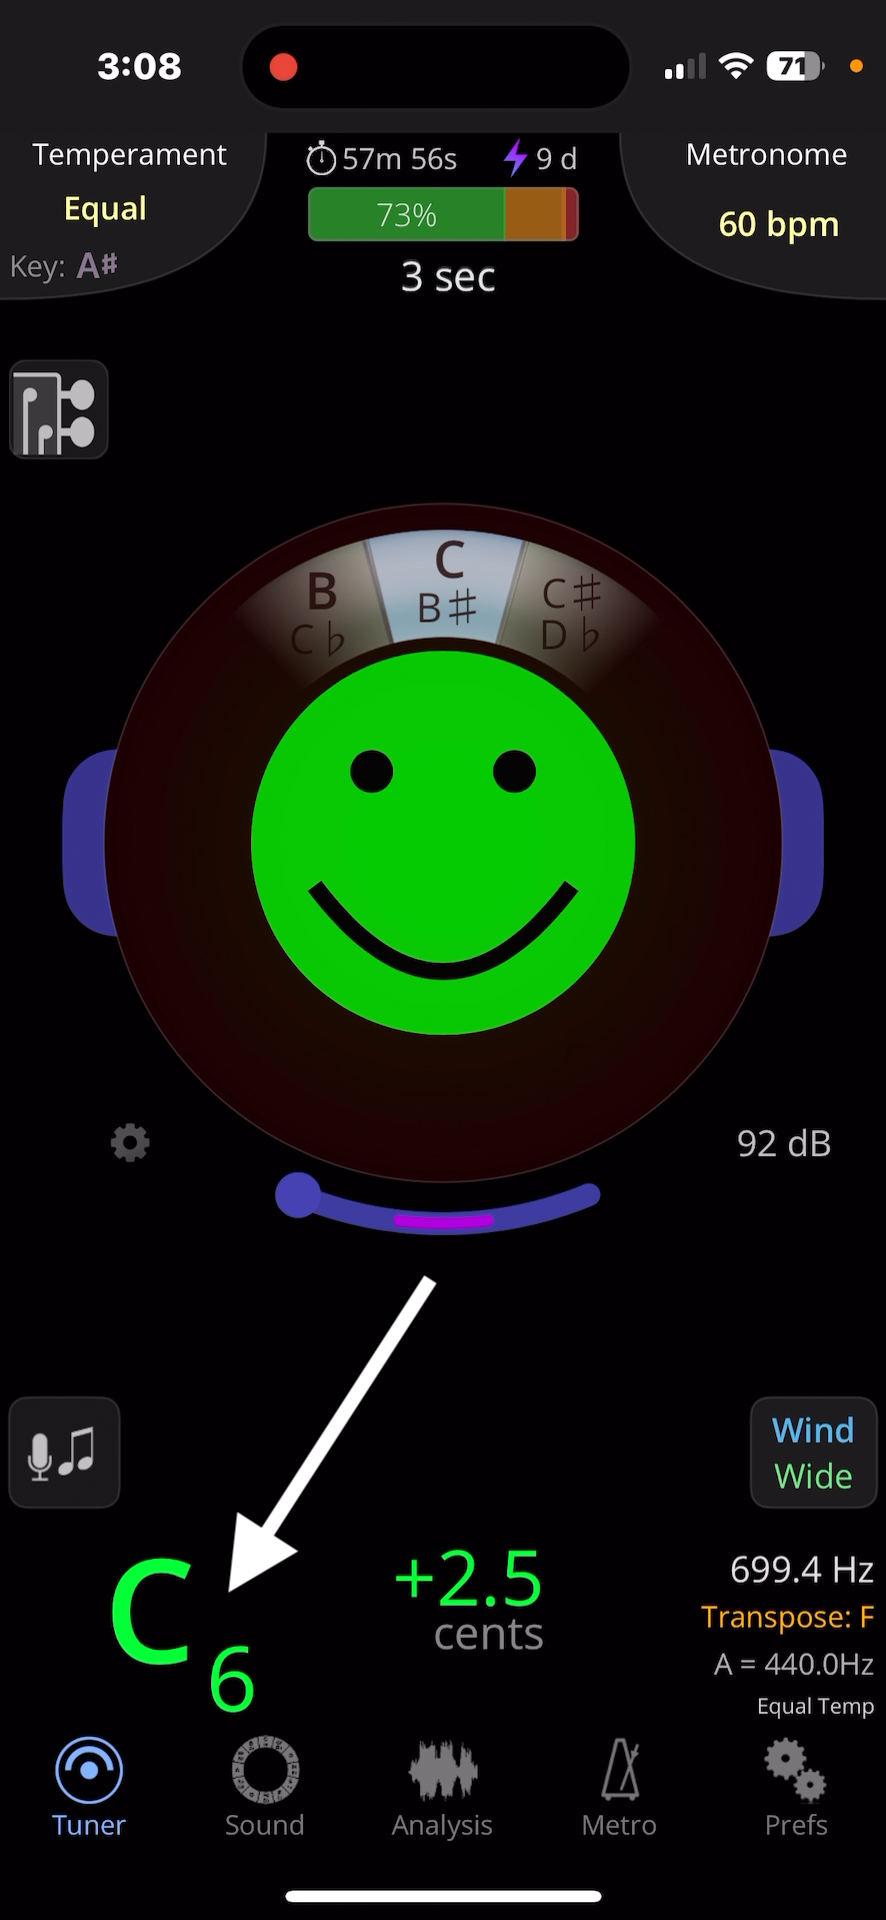 3:08
71
Temperament
57m 56s
9 d
Metronome
Equal
73%
60 bpm
Key: A♯
3 sec
B
C♭
C
B♯
C♯
D♭
92 dB
Wind
Wide
C6
+2.5
cents
699.4 Hz
Transpose: F
A = 440.0Hz
Equal Temp
Tuner
Sound
Analysis
Metro
Prefs